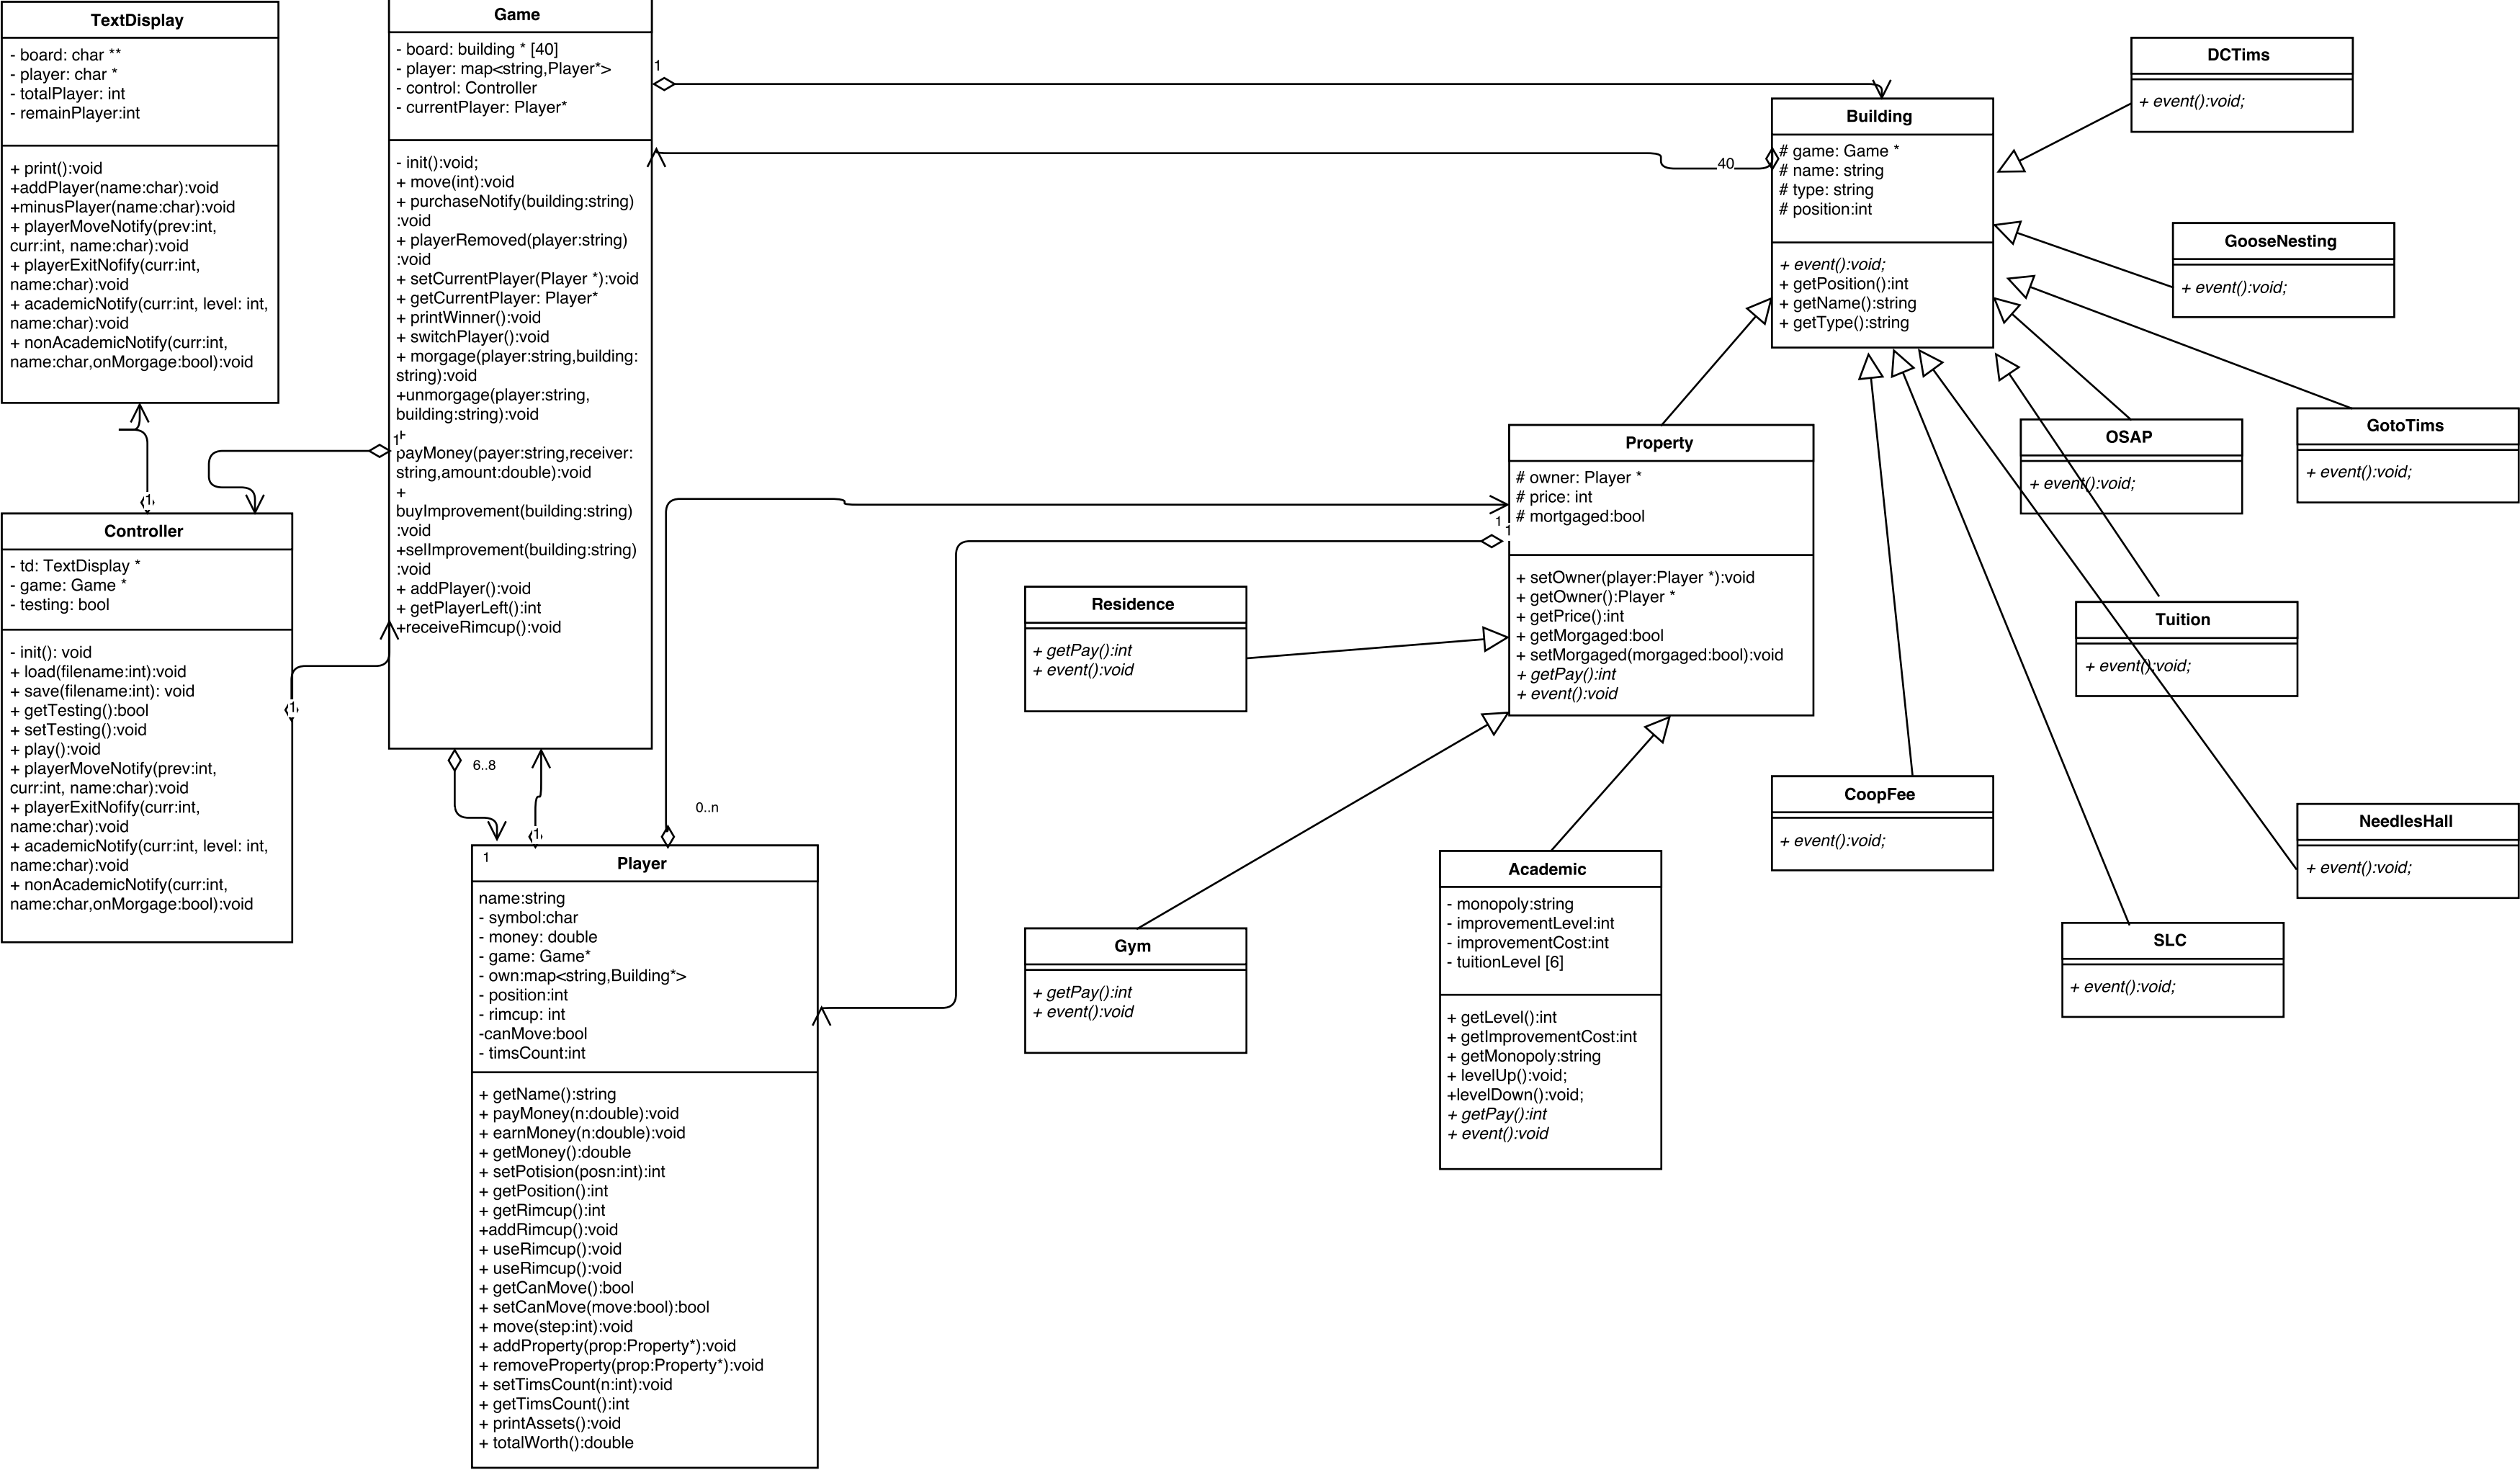 TextDisplay
- board: char **
- player: char *
- totalPlayer: int
- remainPlayer:int
+ print():void
+addPlayer(name:char):void
+minusPlayer(name:char):void
+ playerMoveNotify(prev:int,
curr:int, name:char):void
+ playerExitNofify(curr:int,
name:char):void
+ academicNotify(curr:int, level: int,
name:char):void
+ nonAcademicNotify(curr:int,
name:char,onMorgage:bool):void
1
Controller
- td: TextDisplay *
- game: Game *
- testing: bool
- init(): void
+ load(filename:int):void
+ save(filename:int): void
+ getTesting():bool
+ setTesting():void
+ play():void
+ playerMoveNotify(prev:int,
curr:int, name:char):void
+ playerExitNofify(curr:int,
name:char):void
+ academicNotify(curr:int, level: int,
name:char):void
+ nonAcademicNotify(curr:int,
name:char,onMorgage:bool):void
1
Game
- board: building * [40]
- player: map<string,Player*>
- control: Controller
- currentPlayer: Player*
- init():void;
+ move(int):void
+ purchaseNotify(building:string)
:void
+ playerRemoved(player:string)
:void
+ setCurrentPlayer(Player *):void
+ getCurrentPlayer: Player*
+ printWinner():void
+ switchPlayer():void
+ morgage(player:string,building:
string):void
+unmorgage(player:string,
building:string):void
+
payMoney(payer:string,receiver:
string,amount:double):void
+
buyImprovement(building:string)
:void
+selImprovement(building:string)
:void
+ addPlayer():void
+ getPlayerLeft():int
+receiveRimcup():void
1
1
40
6..8
1
0..n
1
Player
name:string
- symbol:char
- money: double
- game: Game*
- own:map<string,Building*>
- position:int
- rimcup: int
-canMove:bool
- timsCount:int
+ getName():string
+ payMoney(n:double):void
+ earnMoney(n:double):void
+ getMoney():double
+ setPotision(posn:int):int
+ getPosition():int
+ getRimcup():int
+addRimcup():void
+ useRimcup():void
+ useRimcup():void
+ getCanMove():bool
+ setCanMove(move:bool):bool
+ move(step:int):void
+ addProperty(prop:Property*):void
+ removeProperty(prop:Property*):void
+ setTimsCount(n:int):void
+ getTimsCount():int
+ printAssets():void
+ totalWorth():double
Building
# game: Game *
# name: string
# type: string
# position:int
+ event():void;
+ getPosition():int
+ getName():string
+ getType():string
Property
# owner: Player *
# price: int
# mortgaged:bool
1
1
+ setOwner(player:Player *):void
+ getOwner():Player *
+ getPrice():int
+ getMorgaged:bool
+ setMorgaged(morgaged:bool):void
+ getPay():int
+ event():void
Residence
+ getPay():int
+ event():void
Gym
+ getPay():int
+ event():void
Academic
- monopoly:string
- improvementLevel:int
- improvementCost:int
- tuitionLevel [6]
+ getLevel():int
+ getImprovementCost:int
+ getMonopoly:string
+ levelUp():void;
+levelDown():void;
+ getPay():int
+ event():void
DCTims
+ event():void;
GooseNesting
+ event():void;
OSAP
+ event():void;
GotoTims
+ event():void;
Tuition
+ event():void;
CoopFee
+ event():void;
NeedlesHall
+ event():void;
SLC
+ event():void;